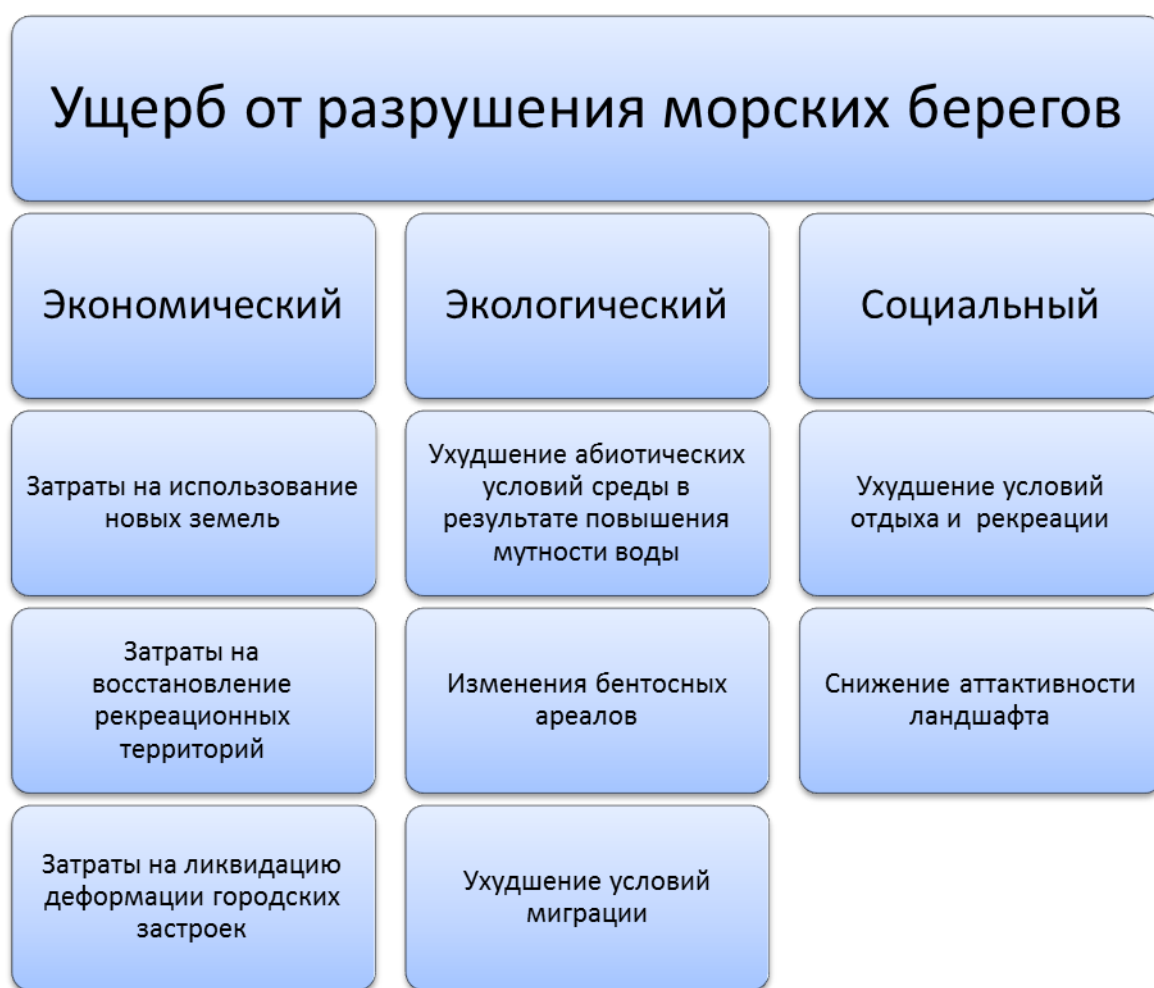 Ущерб от разрушения морских берегов
Экономический
Экологический
Социальный
Затраты на использование
новых земель
Ухудшение абиотических
условий среды в
результате повышения
мутности воды
Ухудшение условий
отдыха и рекреации
Затраты на
восстановление
рекреационных
территорий
Изменения бентосных
ареалов
Снижение аттактивности
ландшафта
Затраты на ликвидацию
деформации городских
застроек
Ухудшение условий
миграции